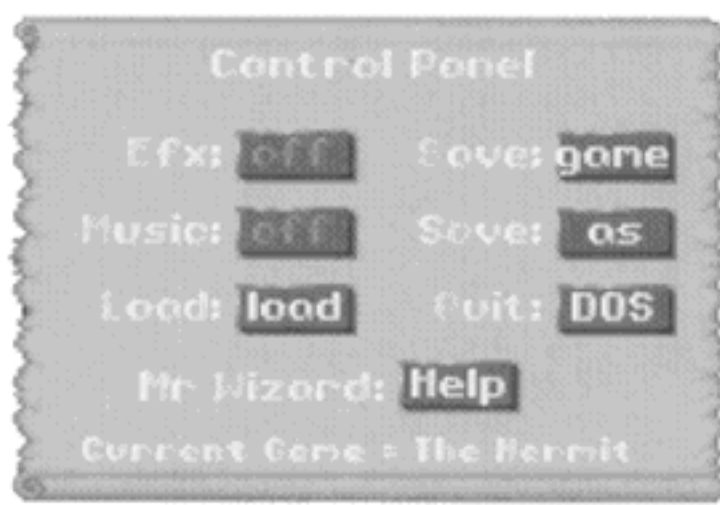 Control Panel
Efx: off Save: game
Music: off Save: as
Load: load Quit: DOS
Mr Wizard: Help
Current Game = The Hermit